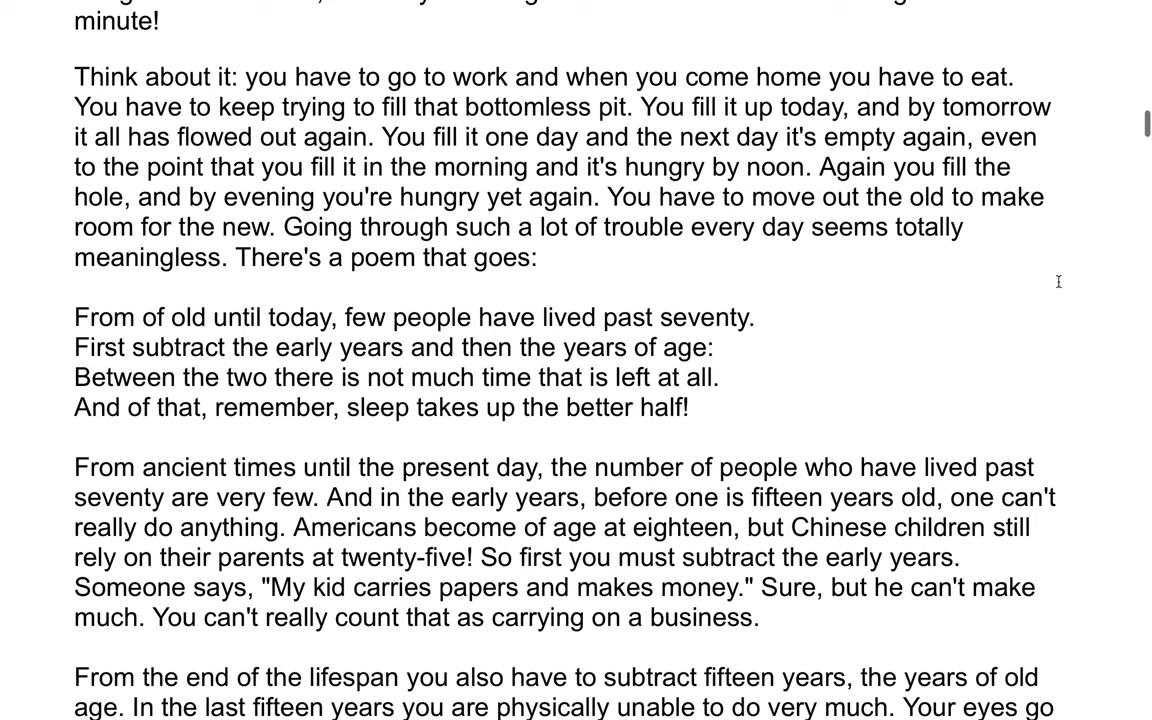 minute!
Think about it: you have to go to work and when you come home you have to eat.
You have to keep trying to fill that bottomless pit. You fill it up today, and by tomorrow
it all has flowed out again. You fill it one day and the next day it's empty again, even
to the point that you fill it in the morning and it's hungry by noon. Again you fill the
hole, and by evening you're hungry yet again. You have to move out the old to make
room for the new. Going through such a lot of trouble every day seems totally
meaningless. There's a poem that goes:
From of old until today, few people have lived past seventy.
First subtract the early years and then the years of age:
Between the two there is not much time that is left at all.
And of that, remember, sleep takes up the better half!
From ancient times until the present day, the number of people who have lived past
seventy are very few. And in the early years, before one is fifteen years old, one can't
really do anything. Americans become of age at eighteen, but Chinese children still
rely on their parents at twenty-five! So first you must subtract the early years.
Someone says, "My kid carries papers and makes money." Sure, but he can't make
much. You can't really count that as carrying on a business.
From the end of the lifespan you also have to subtract fifteen years, the years of old
age. In the last fifteen years you are physically unable to do very much. Your eyes go